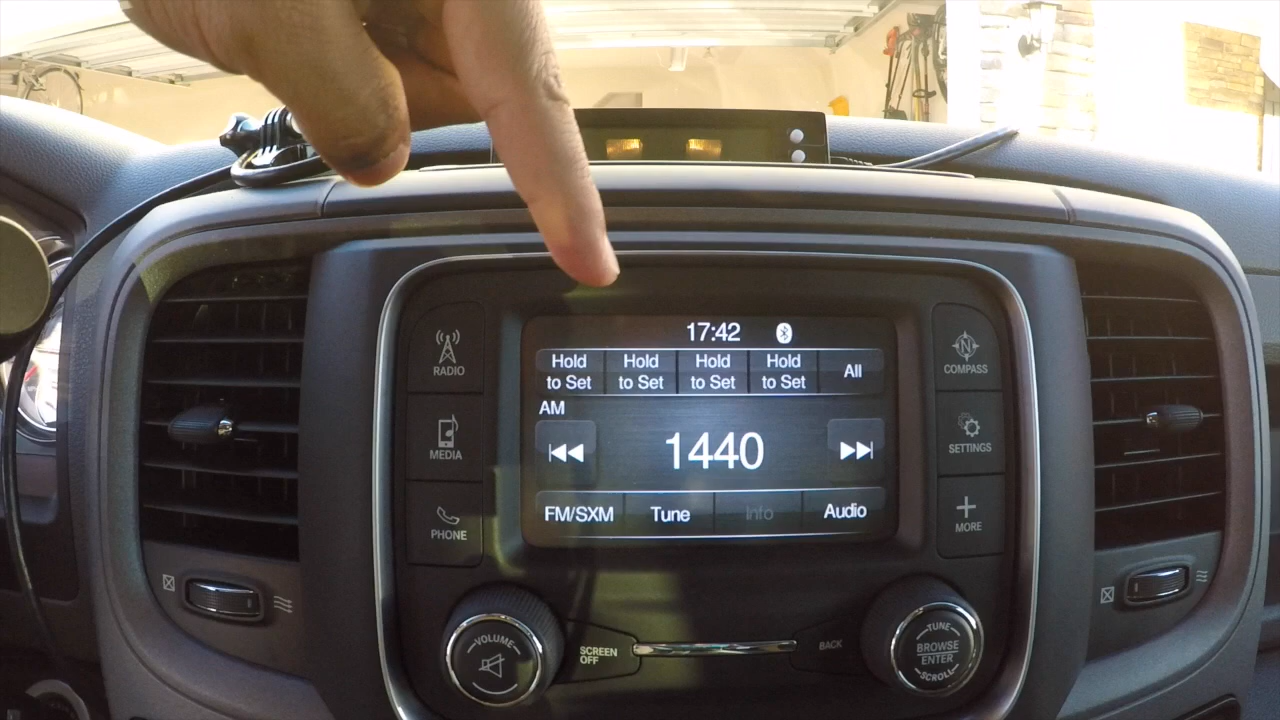 17:42
Hold
to Set
Hold
to Set
Hold
to Set
Hold
to Set
All
AM
1440
FM/SXM
Tune
Info
Audio
RADIO
MEDIA
PHONE
N
COMPASS
SETTINGS
MORE
VOLUME
SCREEN
OFF
BACK
TUNE
BROWSE
ENTER
SCROLL